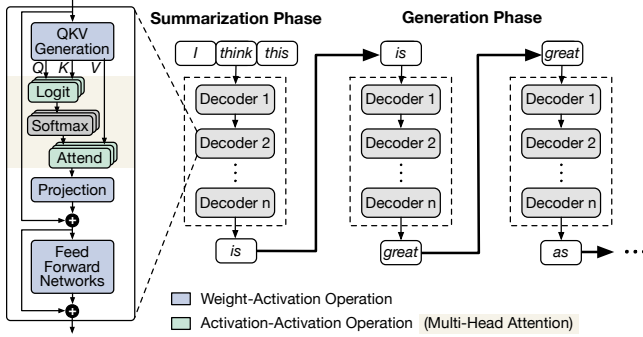 QKV
Generation
Q K V
Logit
Softmax
Attend
Projection
+
Feed
Forward
Networks
+
Summarization Phase
I think this
Decoder 1
Decoder 2
Decoder n
is
Generation Phase
is
Decoder 1
Decoder 2
Decoder n
great
great
Decoder 1
Decoder 2
Decoder n
as
Weight-Activation Operation
Activation-Activation Operation (Multi-Head Attention)